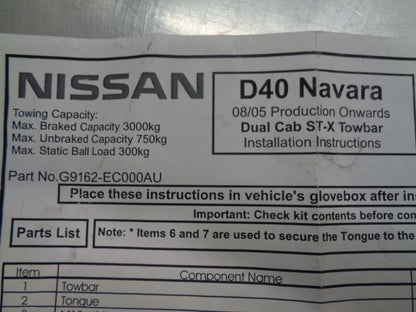 NISSAN
D40 Navara
08/05 Production Onwards
Dual Cab ST-X Towbar
Installation Instructions
Towing Capacity:
Max. Braked Capacity 3000kg
Max. Unbraked Capacity 750kg
Max. Static Ball Load 300kg
Part No.G9162-EC000AU
Place these instructions in vehicle's glovebox after
Important: Check kit contents before
Parts List
Note: * Items 6 and 7 are used to secure the Tongue to the
Item Component Name
1 Towbar
2 Tongue